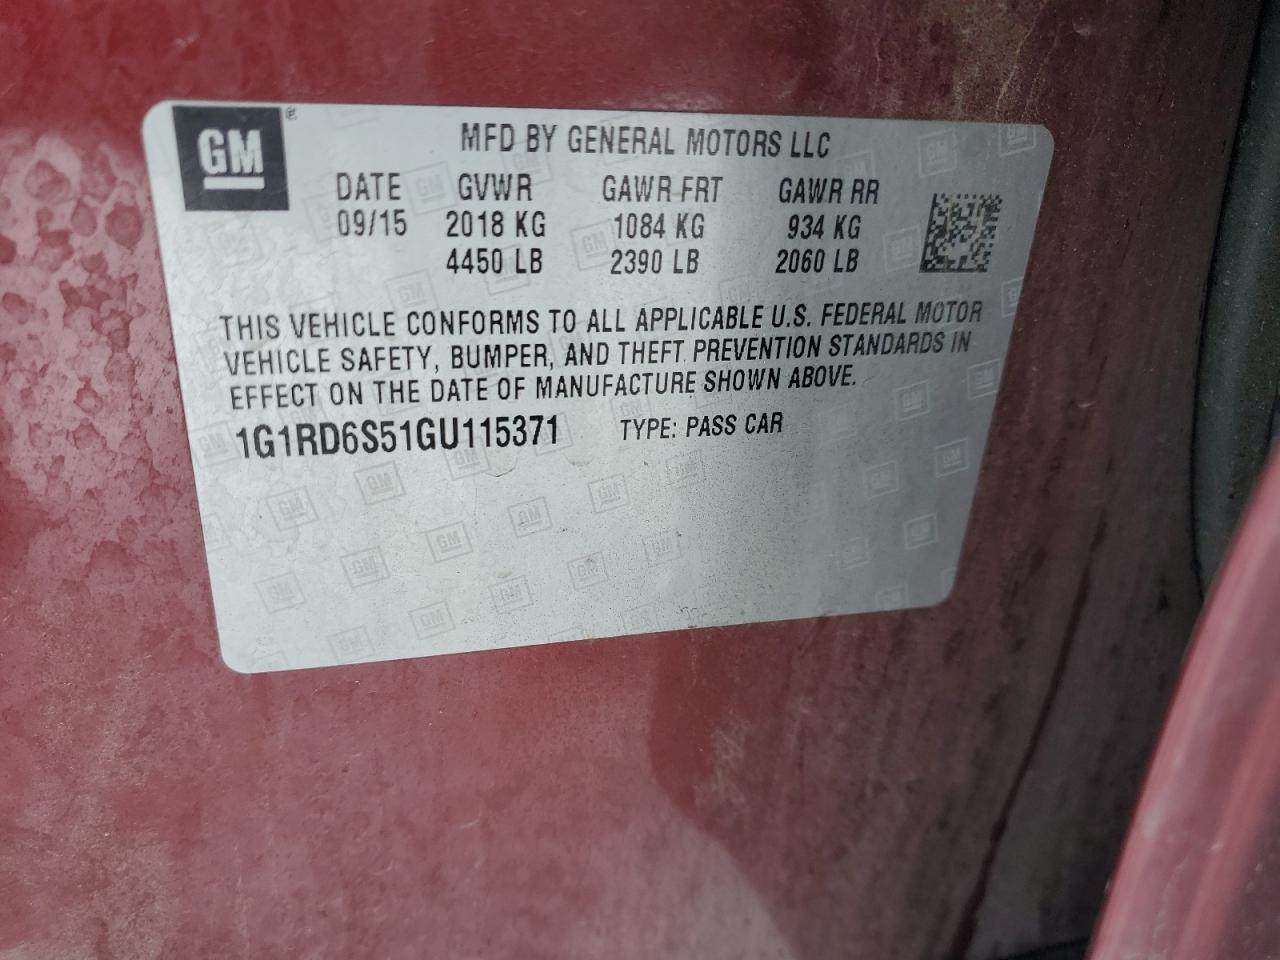 GM
MFD BY GENERAL MOTORS LLC
DATE GVWR GAWR FRT GAWR RR
09/15 2018 KG 1084 KG 934 KG
4450 LB 2390 LB 2060 LB
THIS VEHICLE CONFORMS TO ALL APPLICABLE U.S. FEDERAL MOTOR
VEHICLE SAFETY, BUMPER, AND THEFT PREVENTION STANDARDS IN
EFFECT ON THE DATE OF MANUFACTURE SHOWN ABOVE.
1G1RD6S51GU115371 TYPE: PASS CAR